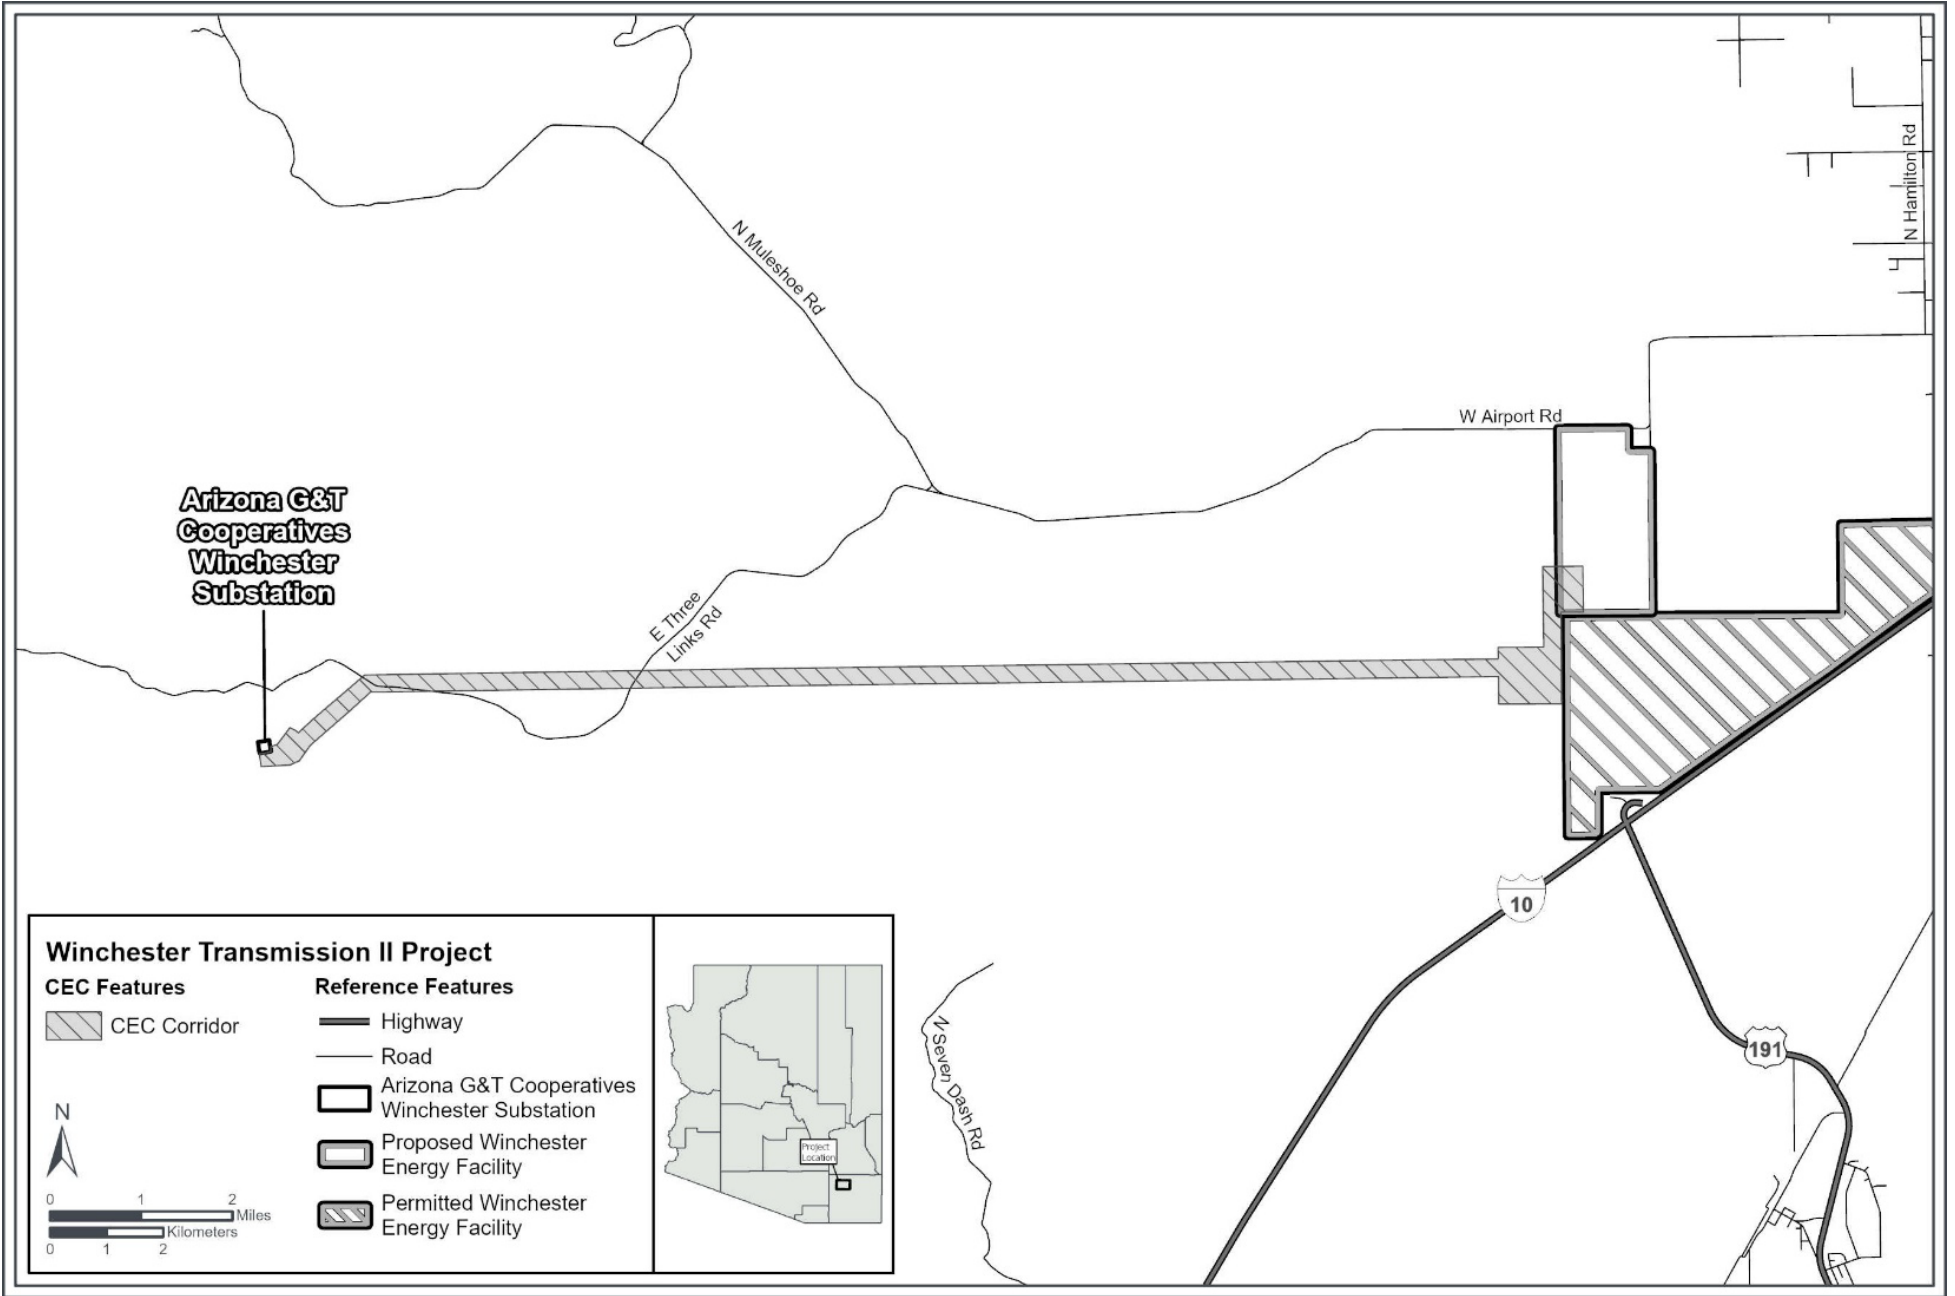 N Hamilton Rd
N Muleshoe Rd
W Airport Rd
Arizona G&T
Cooperatives
Winchester
Substation
E Three
Links Rd
10
191
N Seven Dash Rd
Winchester Transmission II Project
CEC Features
CEC Corridor
Reference Features
Highway
Road
Arizona G&T Cooperatives
Winchester Substation
Proposed Winchester
Energy Facility
Permitted Winchester
Energy Facility
N
0 1 2
Miles
Kilometers
0 1 2
Project
Location